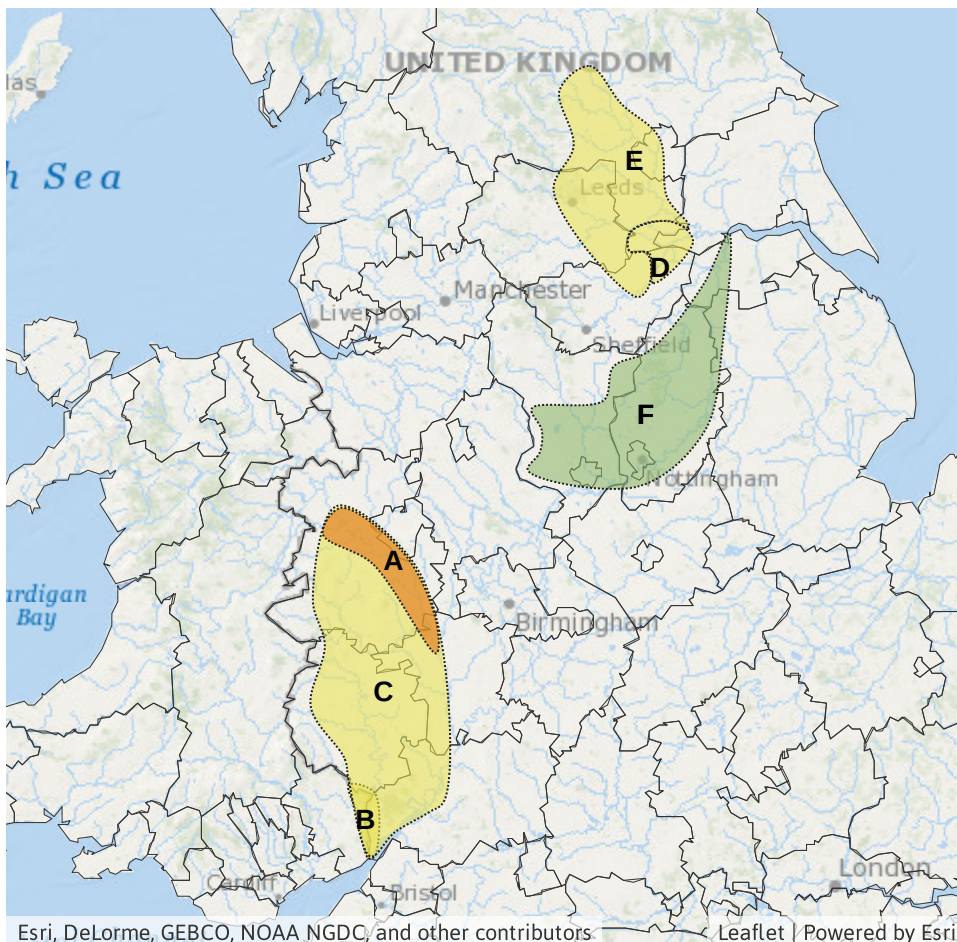 UNITED KINGDOM
las
E
h Sea
Leeds
D
Manchester
Liverpool
Sheffield
F
Nottingham
A
ardigan
Bay
Birmingham
C
B
London
Cardiff
Bristol
Esri, DeLorme, GEBCO, NOAA NGDC, and other contributors
Leaflet | Powered by Esri